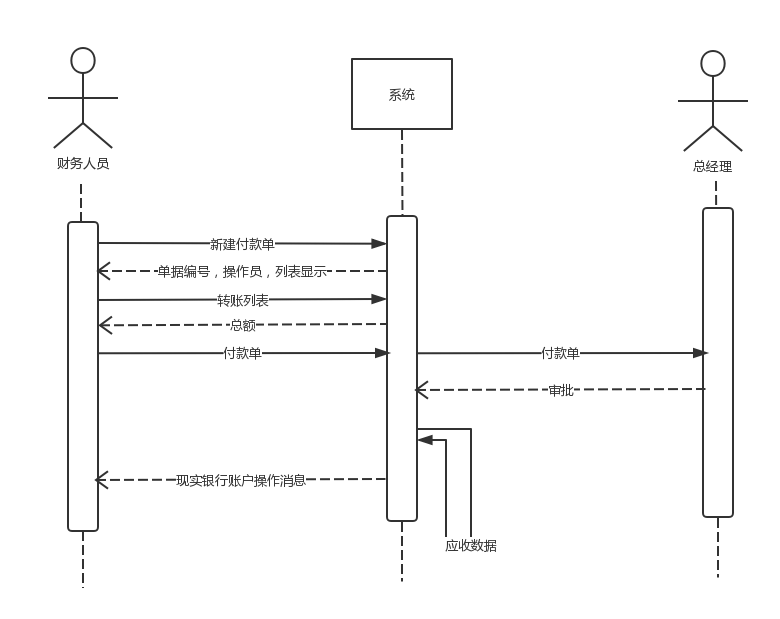 系统
财务人员
总经理
新建付款单
单据编号，操作员，列表显示
转账列表
总额
付款单
付款单
审批
现实银行账户操作消息
应收数据